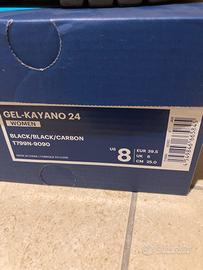 GEL-KAYANO 24
WOMEN
BLACK/BLACK/CARBON
T799N-9090
US 8
EUR 39.5
UK 6
CM 25.0